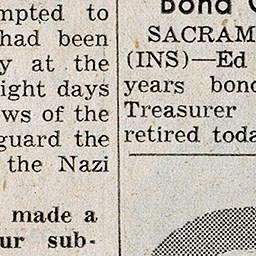 mpted to
had been
y at the
ight days
ws of the
guard the
the Nazi
made a
ur sub-
Bond
SACRAM
(INS)—Ed
years bond
Treasurer
retired toda